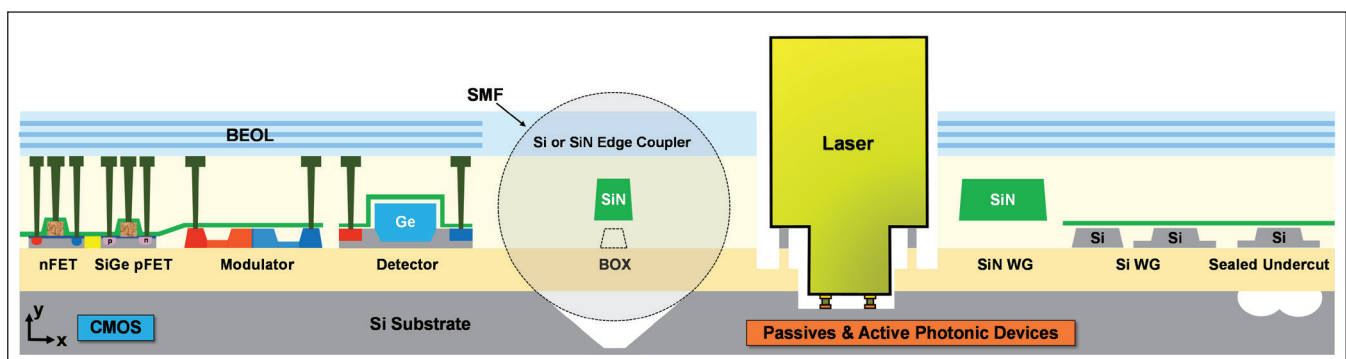 SMF
BEOL
Si or SiN Edge Coupler
Laser
SiN
SiN
Ge
p
n
Si
Si
Si
nFET
SiGe pFET
Modulator
Detector
BOX
SiN WG
Si WG
Sealed Undercut
y
x
CMOS
Si Substrate
Passives & Active Photonic Devices